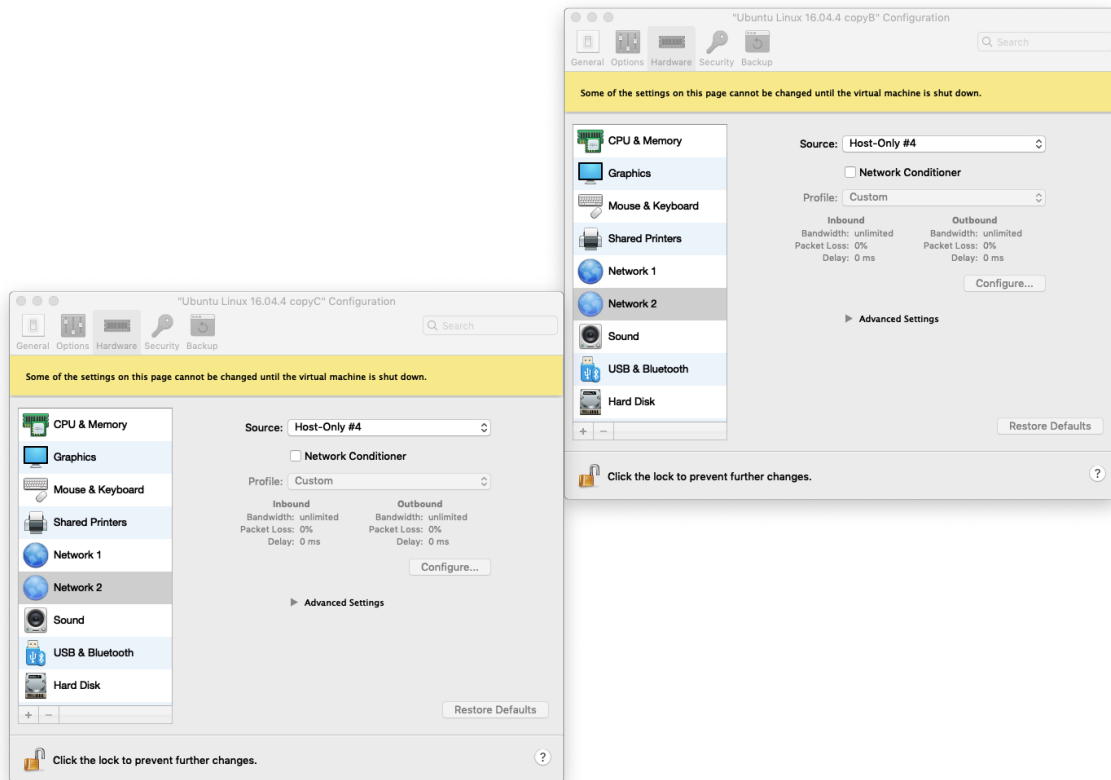 "Ubuntu Linux 16.04.4 copyB" Configuration
General Options Hardware Security Backup
Search
Some of the settings on this page cannot be changed until the virtual machine is shut down.
CPU & Memory
Graphics
Mouse & Keyboard
Shared Printers
Network 1
Network 2
Sound
USB & Bluetooth
Hard Disk
+ −
Source: Host-Only #4
Network Conditioner
Profile: Custom
Inbound Outbound
Bandwidth: unlimited Bandwidth: unlimited
Packet Loss: 0% Packet Loss: 0%
Delay: 0 ms Delay: 0 ms
Configure...
Advanced Settings
Restore Defaults
Click the lock to prevent further changes.
?
"Ubuntu Linux 16.04.4 copyC" Configuration
General Options Hardware Security Backup
Search
Some of the settings on this page cannot be changed until the virtual machine is shut down.
CPU & Memory
Graphics
Mouse & Keyboard
Shared Printers
Network 1
Network 2
Sound
USB & Bluetooth
Hard Disk
+ −
Source: Host-Only #4
Network Conditioner
Profile: Custom
Inbound Outbound
Bandwidth: unlimited Bandwidth: unlimited
Packet Loss: 0% Packet Loss: 0%
Delay: 0 ms Delay: 0 ms
Configure...
Advanced Settings
Restore Defaults
Click the lock to prevent further changes.
?